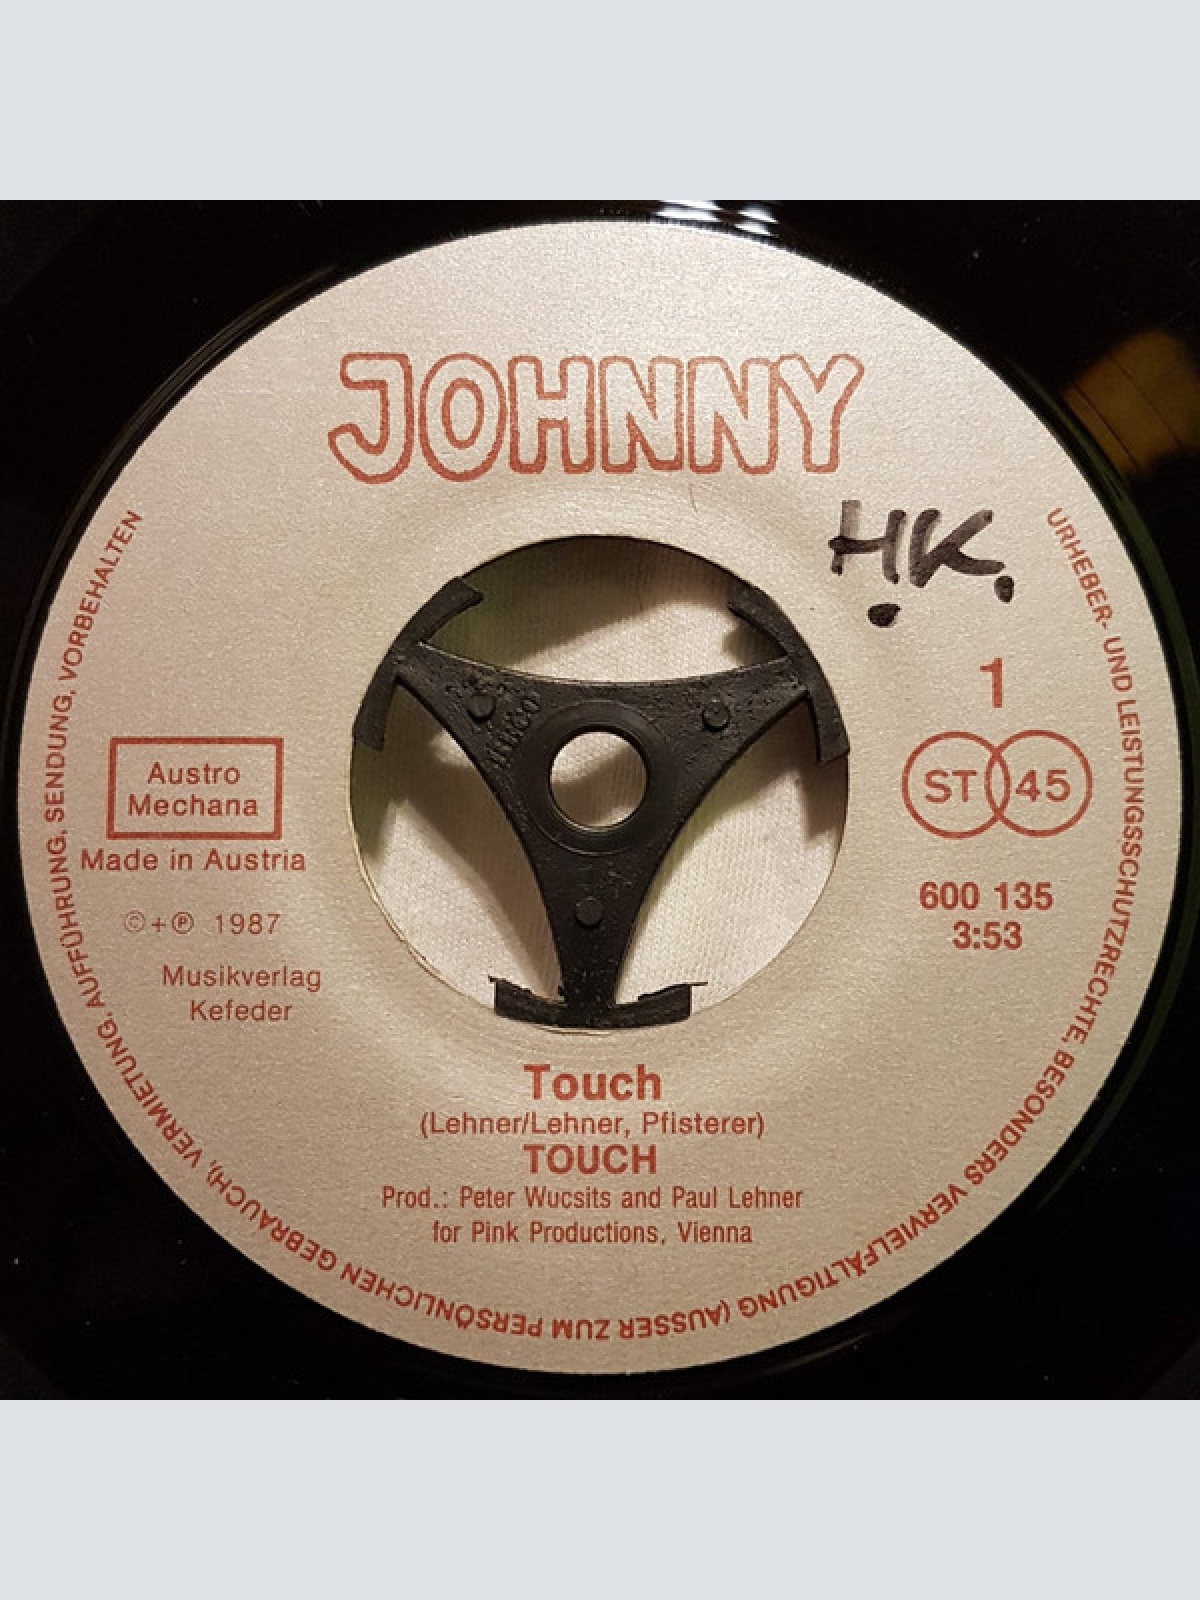 JOHNNY
H.K.
URHEBER- UND LEISTUNGSSCHUTZRECHTE, BESONDERS VERVIELFÄLTIGUNG (AUSSER ZUM PERSÖNLICHEN GEBRAUCH), VERMIETUNG, AUFFÜHRUNG, SENDUNG, VORBEHALTEN
1
ST 45
600 135
3:53
Austro
Mechana
Made in Austria
©+℗ 1987
Musikverlag
Kefeder
Touch
(Lehner/Lehner, Pfisterer)
TOUCH
Prod.: Peter Wucsits and Paul Lehner
for Pink Productions, Vienna